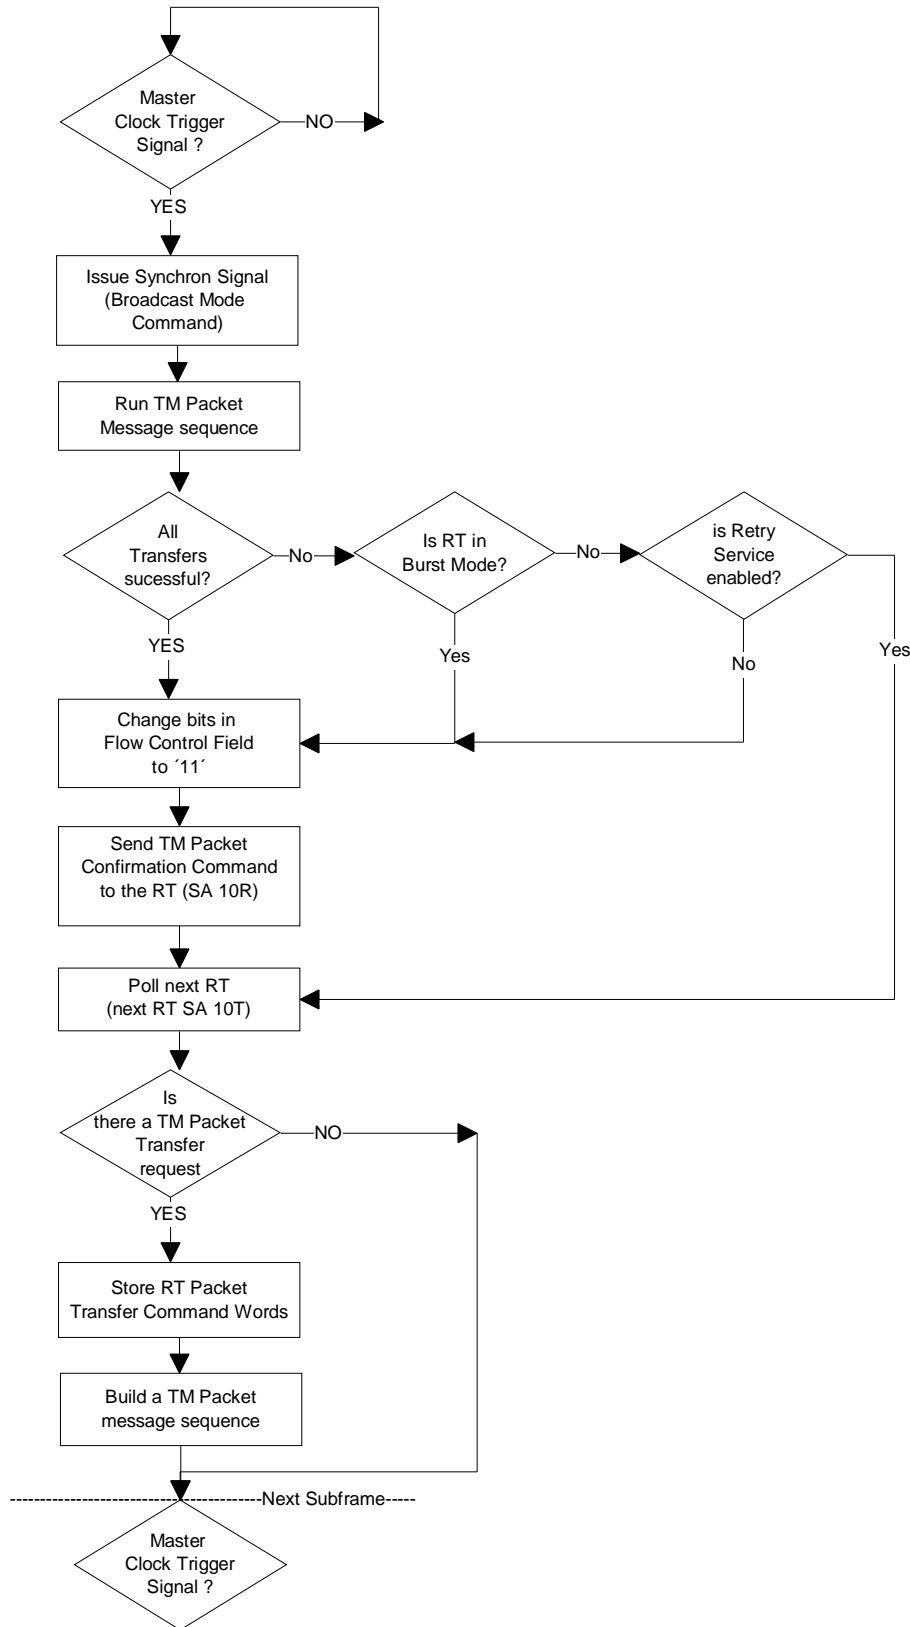 Master
Clock Trigger
Signal ?
NO
YES
Issue Synchron Signal
(Broadcast Mode
Command)
Run TM Packet
Message sequence
All
Transfers
sucessful?
No
Is RT in
Burst Mode?
No
is Retry
Service
enabled?
YES
Yes
No
Yes
Change bits in
Flow Control Field
to ´11´
Send TM Packet
Confirmation Command
to the RT (SA 10R)
Poll next RT
(next RT SA 10T)
Is
there a TM Packet
Transfer
request
NO
YES
Store RT Packet
Transfer Command Words
Build a TM Packet
message sequence
Next Subframe
Master
Clock Trigger
Signal ?